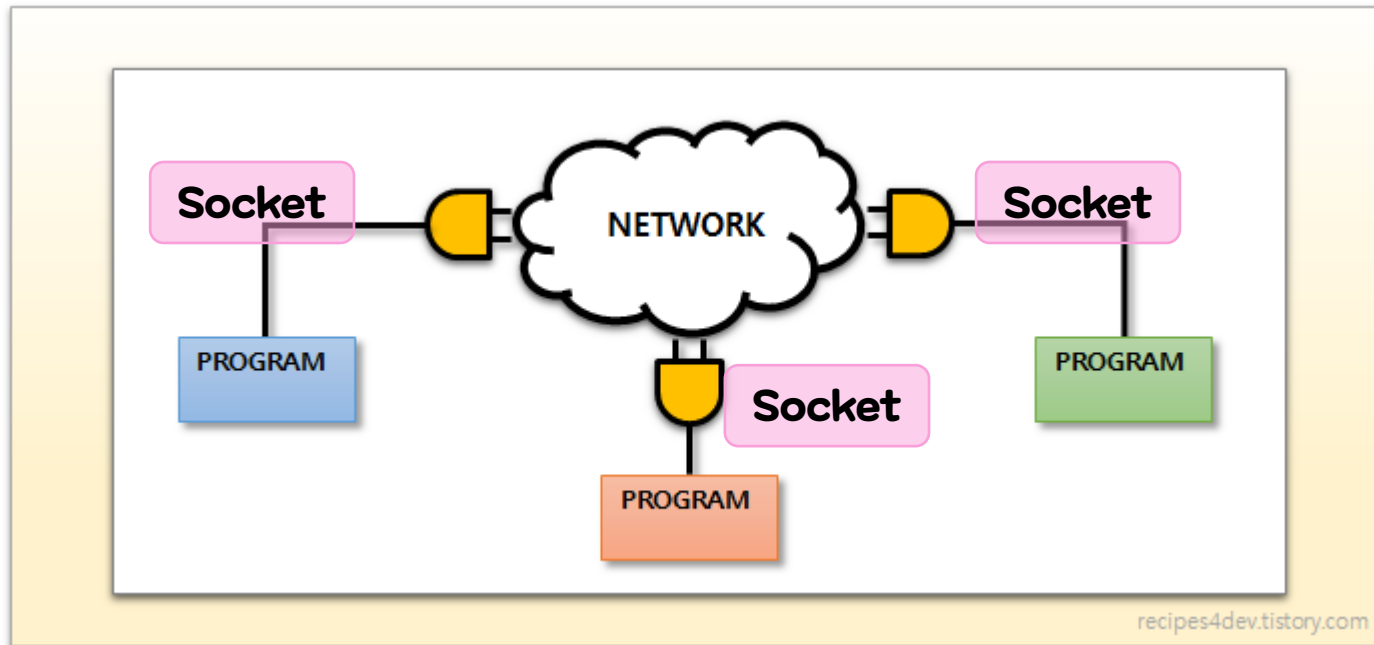 Socket
NETWORK
Socket
PROGRAM
Socket
PROGRAM
PROGRAM
recipes4dev.tistory.com